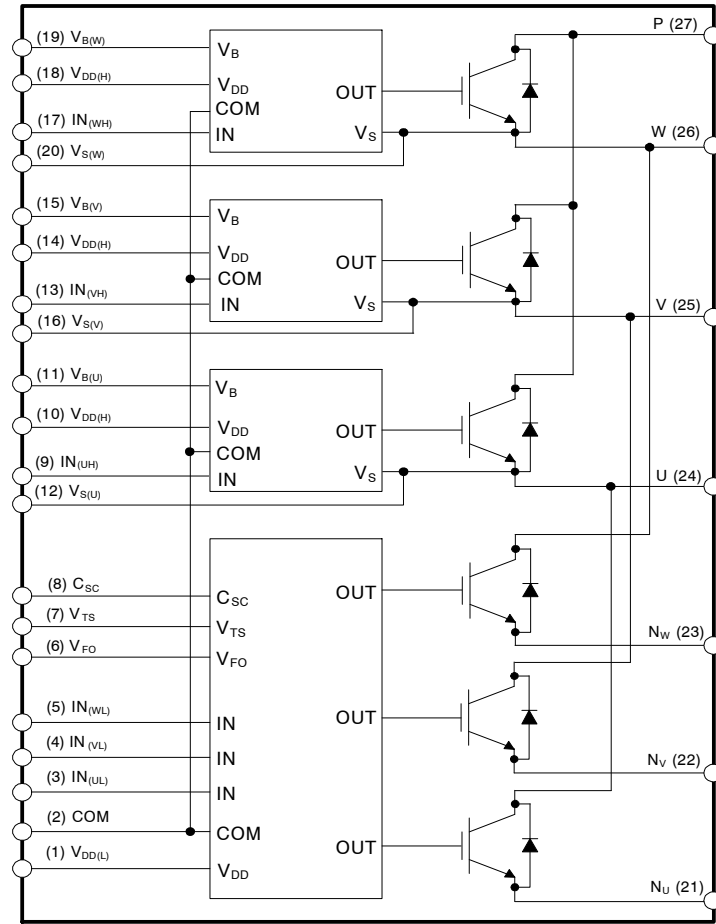 (19) VB(W)
VB
P (27)
(18) VDD(H)
VDD
OUT
COM
(17) IN(WH)
IN
VS
W (26)
(20) VS(W)
(15) VB(V)
VB
(14) VDD(H)
VDD
OUT
COM
(13) IN(VH)
IN
VS
V (25)
(16) VS(V)
(11) VB(U)
VB
(10) VDD(H)
VDD
OUT
COM
(9) IN(UH)
IN
VS
U (24)
(12) VS(U)
(8) CSC
CSC
OUT
(7) VTS
VTS
(6) VFO
VFO
NW (23)
(5) IN(WL)
IN
OUT
(4) IN(VL)
IN
NV (22)
(3) IN(UL)
IN
(2) COM
COM
OUT
(1) VDD(L)
VDD
NU (21)